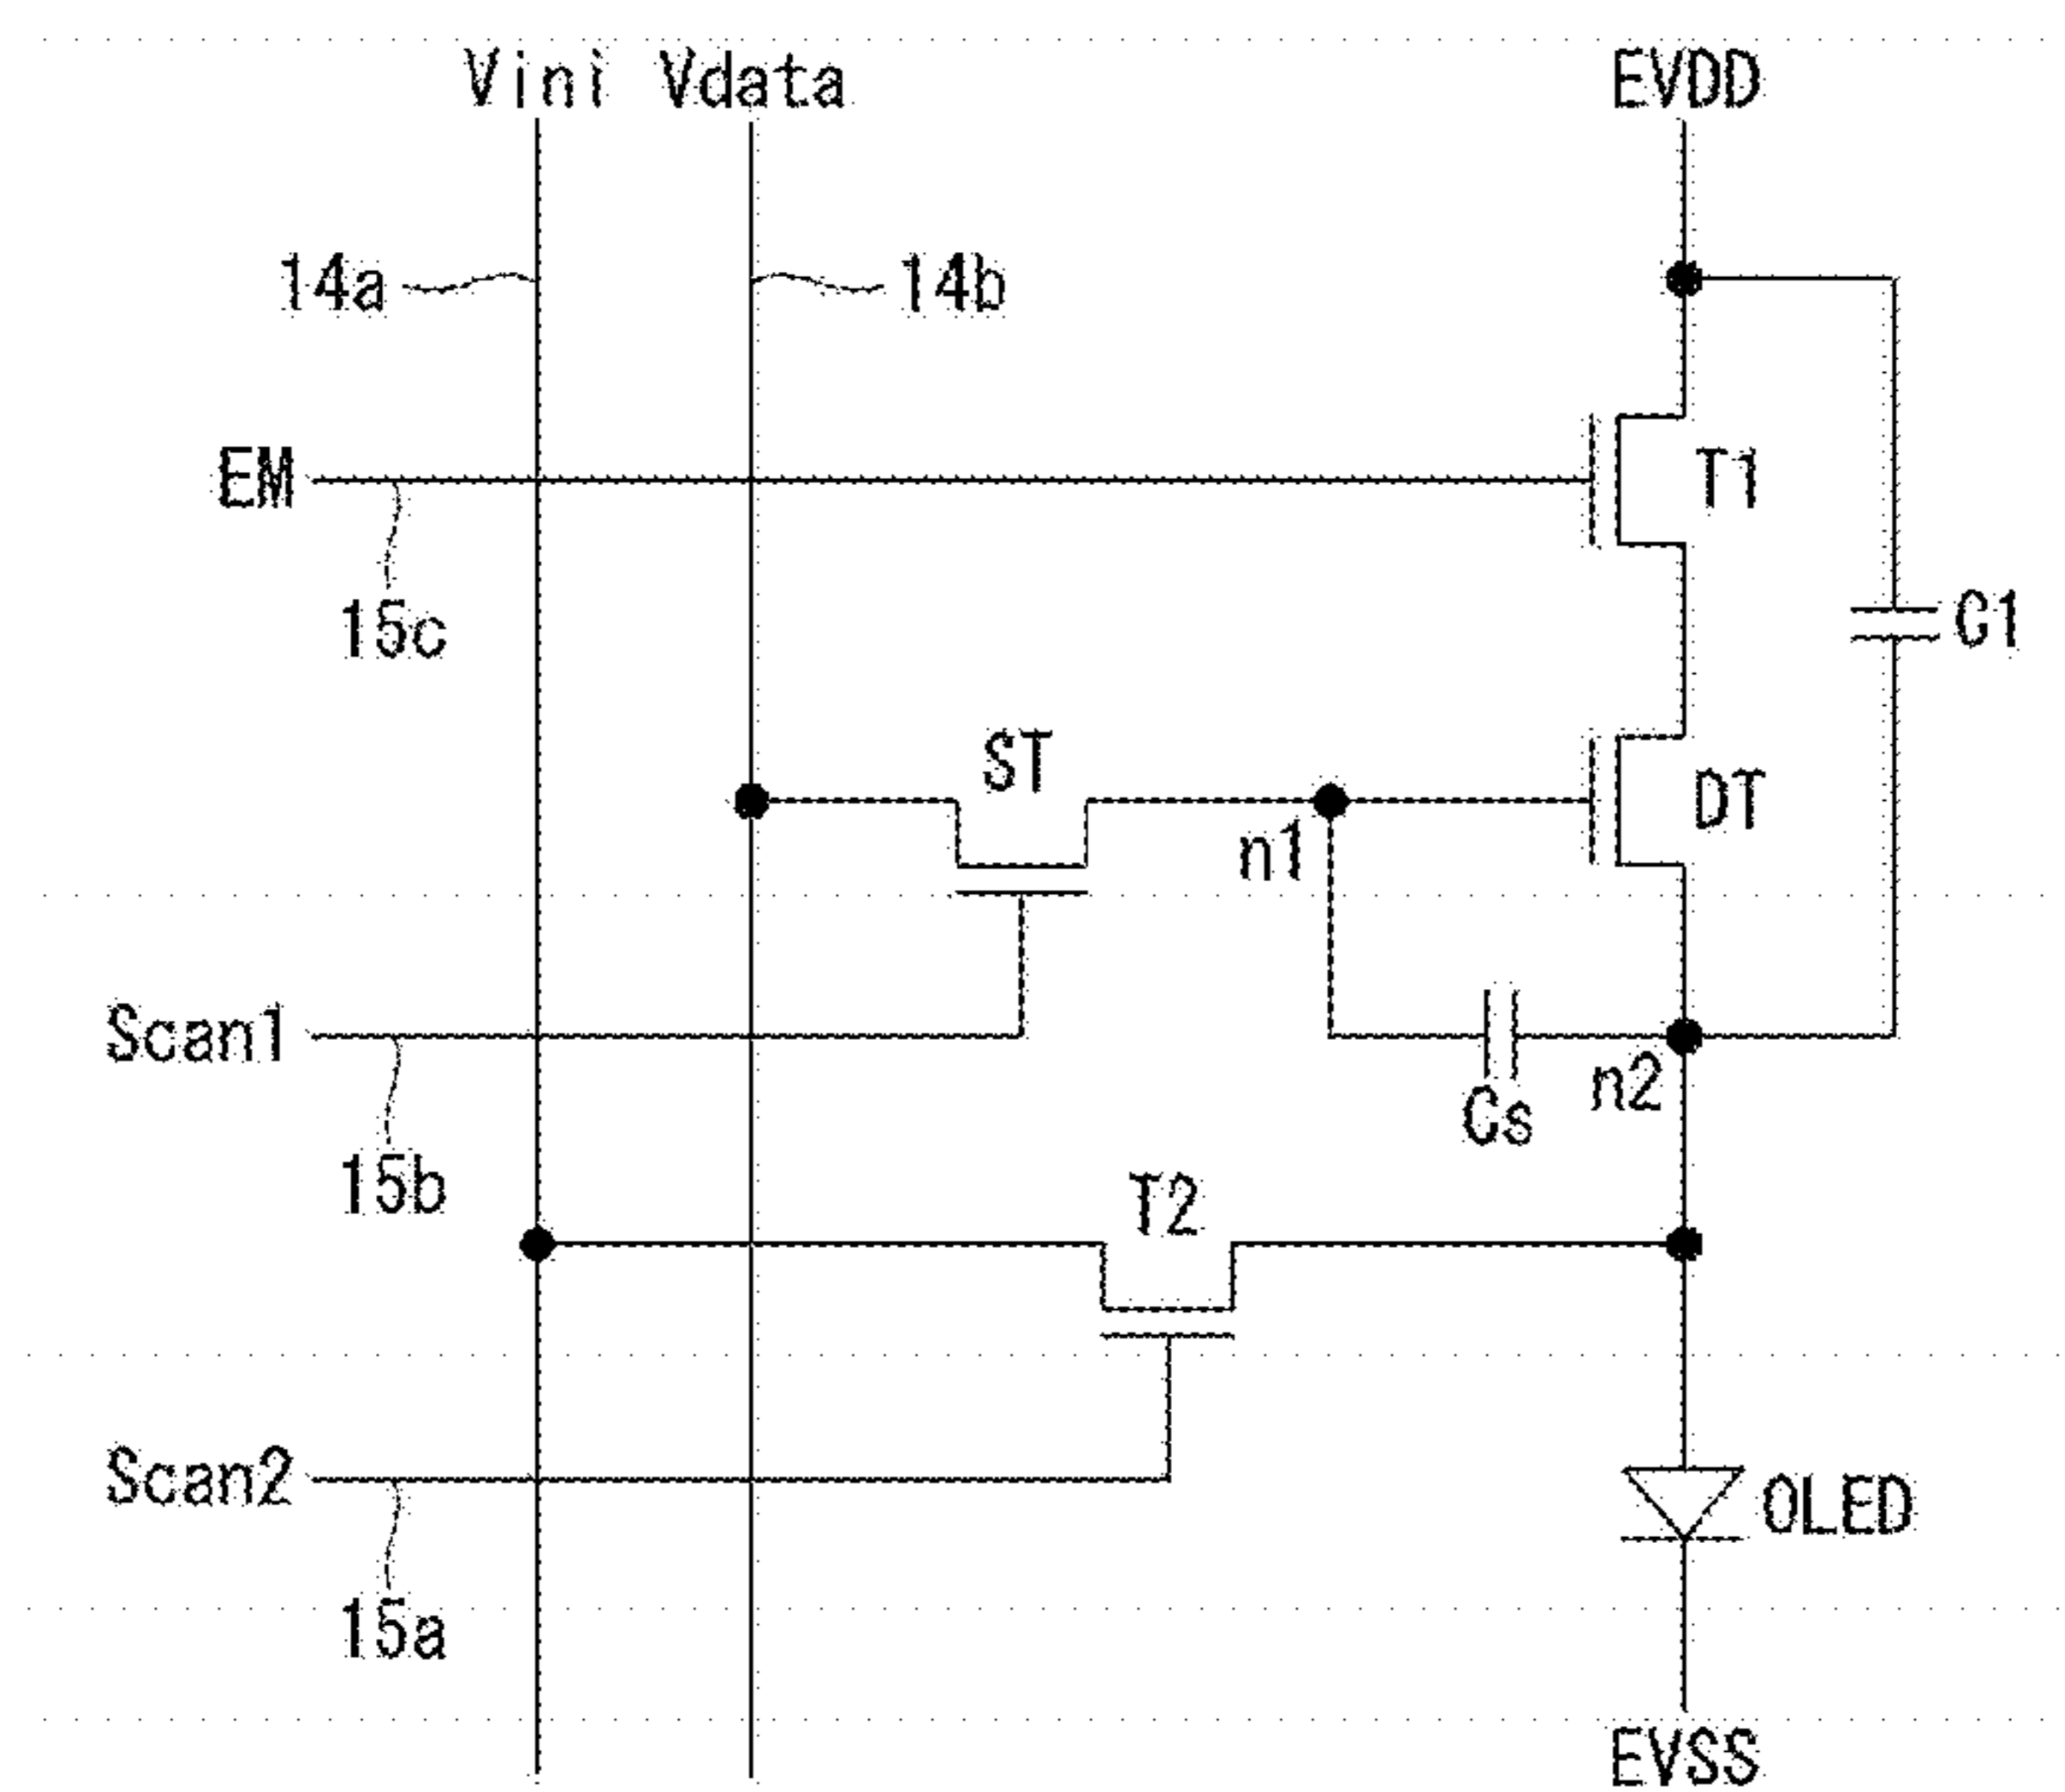 Vini Vdata EVDD
14a 14b
EM T1
15c C1
ST DT
n1
Scan1 n2
Cs
15b T2
Scan2 OLED
15a
EVSS